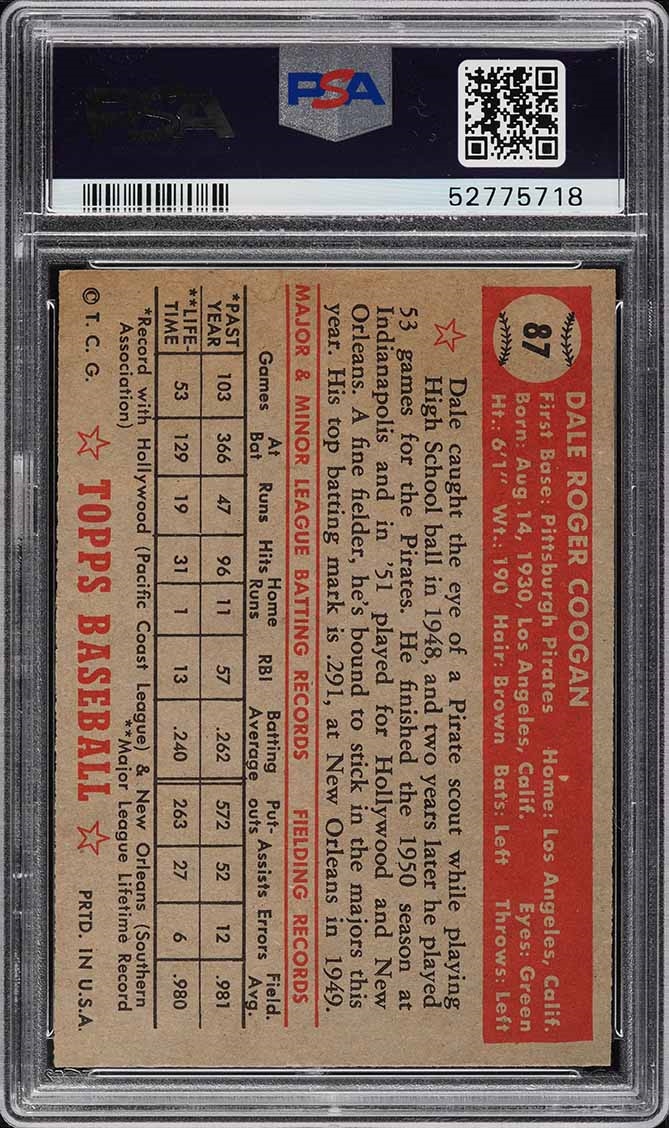 PSA
PSA
52775718
87
DALE ROGER COOGAN
First Base: Pittsburgh Pirates Home: Los Angeles, Calif.
Born: Aug. 14, 1930, Los Angeles, Calif. Eyes: Green
Ht.: 6'1" Wt.: 190 Hair: Brown Bats: Left Throws: Left
Dale caught the eye of a Pirate scout while playing
High School ball in 1948, and two years later he played
53 games for the Pirates. He finished the 1950 season at
Indianapolis and in '51 played for Hollywood and New
Orleans. A fine fielder, he's bound to stick in the majors this
year. His top batting mark is .291, at New Orleans in 1949.
MAJOR & MINOR LEAGUE BATTING RECORDS FIELDING RECORDS
Games At Bat Runs Hits Home Runs RBI Batting Average Put-outs Assists Errors Field. Avg.
*PAST YEAR 103 366 47 96 11 57 .262 572 52 12 .981
**LIFE-TIME 53 129 19 31 1 13 .240 263 27 6 .980
*Record with Hollywood (Pacific Coast League) & New Orleans (Southern
Association) **Major League Lifetime Record
© T. C. G. TOPPS BASEBALL PRTD. IN U.S.A.